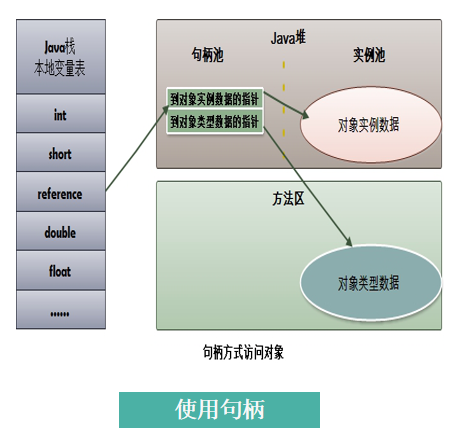 Java栈
本地变量表
int
short
reference
double
float
......
Java堆
句柄池
实例池
到对象实例数据的指针
到对象类型数据的指针
对象实例数据
方法区
对象类型数据
句柄方式访问对象
使用句柄